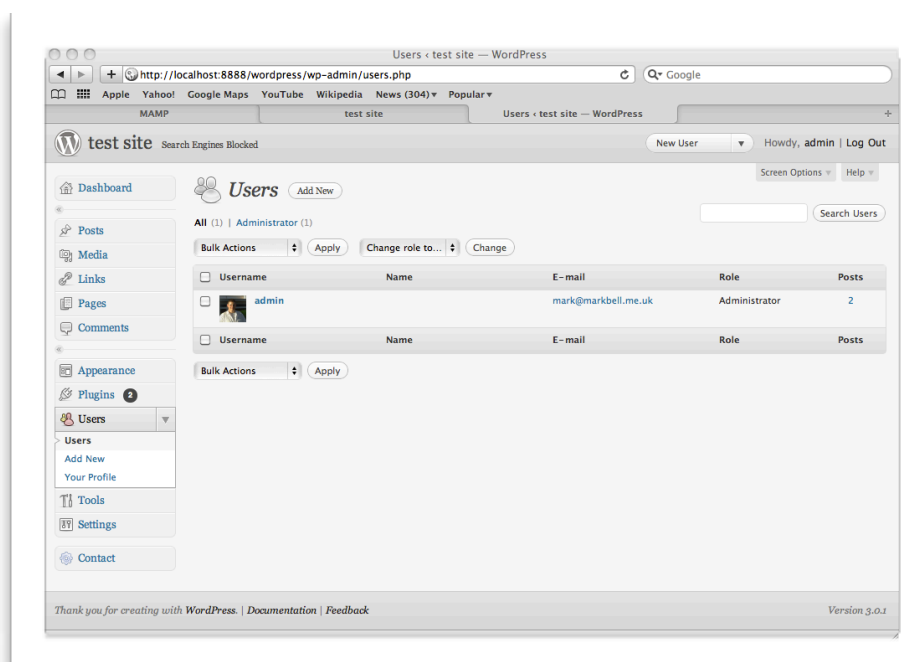 Users ‹ test site — WordPress
http://localhost:8888/wordpress/wp-admin/users.php
Google
Apple Yahoo! Google Maps YouTube Wikipedia News (304) Popular
MAMP test site Users ‹ test site — WordPress
test site Search Engines Blocked New User Howdy, admin | Log Out
Screen Options Help
Dashboard
Users Add New
Search Users
All (1) | Administrator (1)
Posts
Bulk Actions Apply Change role to... Change
Media
Links
Username Name E-mail Role Posts
Pages
admin mark@markbell.me.uk Administrator 2
Comments
Username Name E-mail Role Posts
Appearance
Bulk Actions Apply
Plugins 2
Users
Users
Add New
Your Profile
Tools
Settings
Contact
Thank you for creating with WordPress. | Documentation | Feedback Version 3.0.1